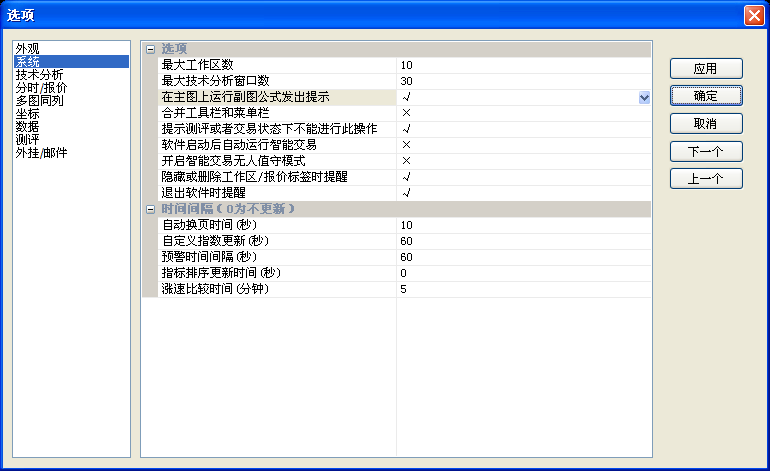 选项
外观
系统
技术分析
分时/报价
多图同列
坐标
数据
测评
外挂/邮件
选项
最大工作区数 10
最大技术分析窗口数 30
在主图上运行副图公式发出提示 √
合并工具栏和菜单栏 ×
提示测评或者交易状态下不能进行此操作 √
软件启动后自动运行智能交易 ×
开启智能交易无人值守模式 ×
隐藏或删除工作区/报价标签时提醒 √
退出软件时提醒 √
时间间隔(0为不更新)
自动换页时间(秒) 10
自定义指数更新(秒) 60
预警时间间隔(秒) 60
指标排序更新时间(秒) 0
涨速比较时间(分钟) 5
应用
确定
取消
下一个
上一个